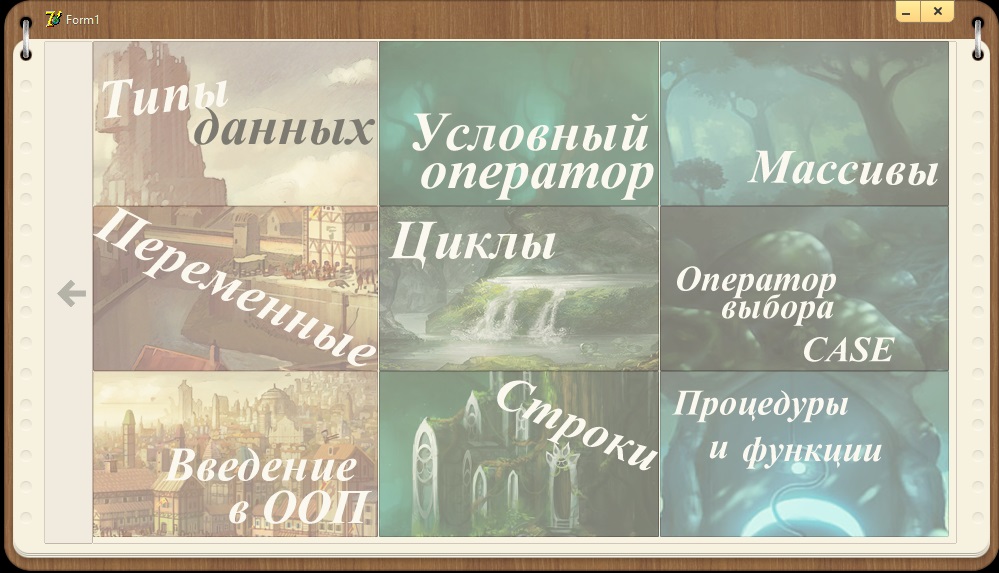 Form1
Типы
данных
Условный
оператор
Массивы
Переменные
Циклы
Оператор
выбора
CASE
Введение
в ООП
Строки
Процедуры
и функции